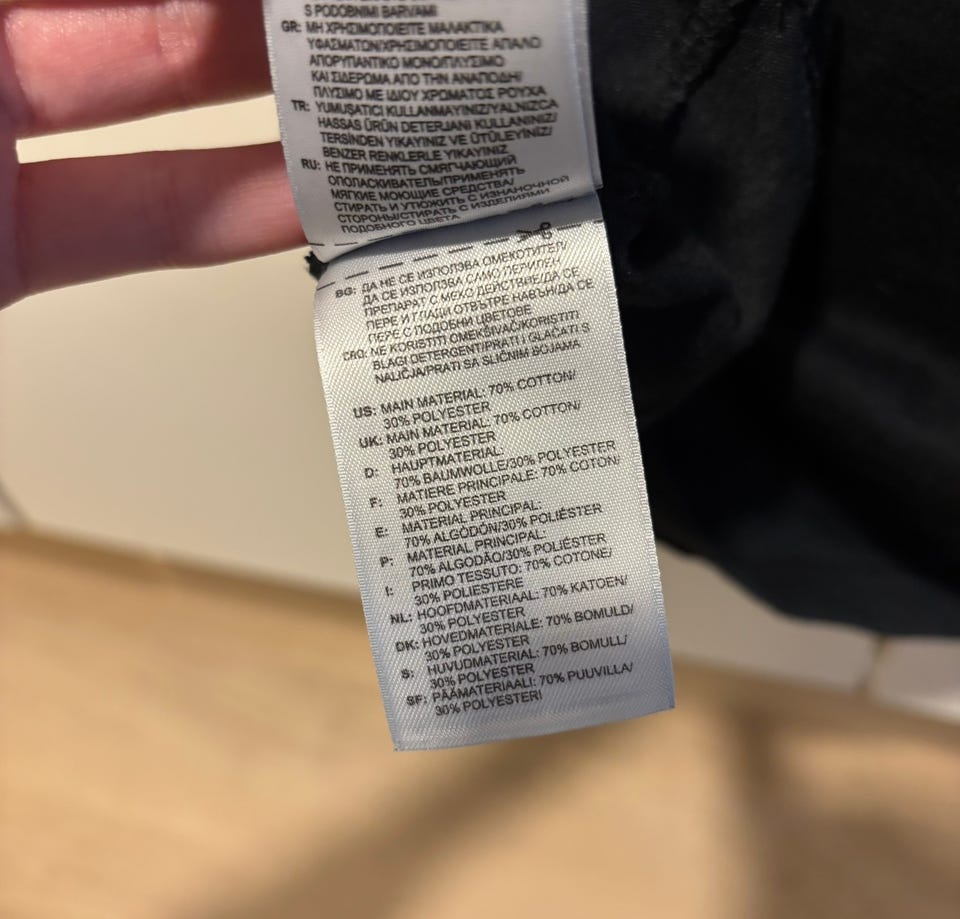 S PODOBNIMI BARVAMI
GR: ΜΗ ΧΡΗΣΙΜΟΠΟΙΕΙΤΕ ΜΑΛΑΚΤΙΚΑ
ΥΦΑΣΜΑΤΩΝ/ΧΡΗΣΙΜΟΠΟΙΕΙΤΕ ΑΠΑΛΟ
ΑΠΟΡΥΠΑΝΤΙΚΟ ΜΟΝΟ/ΠΛΥΣΙΜΟ
ΚΑΙ ΣΙΔΕΡΩΜΑ ΑΠΟ ΤΗΝ ΑΝΑΠΟΔΗ/
ΠΛΥΣΙΜΟ ΜΕ ΙΔΙΟΥ ΧΡΩΜΑΤΟΣ ΡΟΥΧΑ
TR: YUMUŞATICI KULLANMAYINIZ/YALNIZCA
HASSAS ÜRÜN DETERJANI KULLANINIZ/
TERSİNDEN YIKAYINIZ VE ÜTÜLEYİNİZ/
BENZER RENKLERLE YIKAYINIZ
RU: НЕ ПРИМЕНЯТЬ СМЯГЧАЮЩИЙ
ОПОЛАСКИВАТЕЛЬ/ПРИМЕНЯТЬ
МЯГКИЕ МОЮЩИЕ СРЕДСТВА/
СТИРАТЬ И УТЮЖИТЬ С ИЗНАНОЧНОЙ
СТОРОНЫ/СТИРАТЬ С ИЗДЕЛИЯМИ
ПОДОБНОГО ЦВЕТА
BG: ДА НЕ СЕ ИЗПОЛЗВА ОМЕКОТИТЕЛ/
ДА СЕ ИЗПОЛЗВА САМО ПЕРИЛЕН
ПРЕПАРАТ С МЕКО ДЕЙСТВИЕ/ДА СЕ
ПЕРЕ И ГЛАДИ ОТВЪТРЕ НАВЪН/ДА СЕ
ПЕРЕ С ПОДОБНИ ЦВЕТОВЕ
CRO: NE KORISTITI OMEKŠIVAČ/KORISTITI
BLAGI DETERGENT/PRATI I GLAČATI S
NALIČJA/PRATI SA SLIČNIM BOJAMA
US: MAIN MATERIAL: 70% COTTON/
30% POLYESTER
UK: MAIN MATERIAL: 70% COTTON/
30% POLYESTER
D: HAUPTMATERIAL:
70% BAUMWOLLE/30% POLYESTER
F: MATIERE PRINCIPALE: 70% COTON/
30% POLYESTER
E: MATERIAL PRINCIPAL:
70% ALGODÓN/30% POLIÉSTER
P: MATERIAL PRINCIPAL:
70% ALGODÃO/30% POLIÉSTER
I: PRIMO TESSUTO: 70% COTONE/
30% POLIESTERE
NL: HOOFDMATERIAAL: 70% KATOEN/
30% POLYESTER
DK: HOVEDMATERIALE: 70% BOMULD/
30% POLYESTER
S: HUVUDMATERIAL: 70% BOMULL/
30% POLYESTER
SF: PÄÄMATERIAALI: 70% PUUVILLA/
30% POLYESTERI